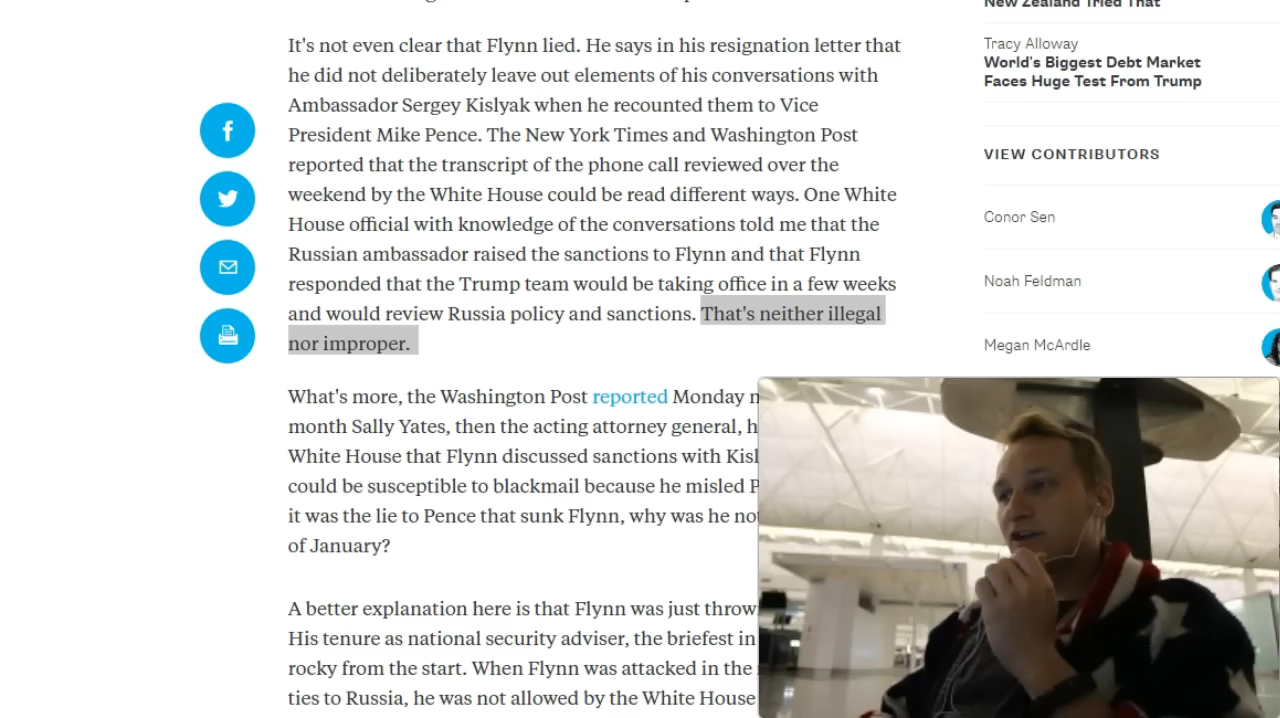 New Zealand Tried That
It's not even clear that Flynn lied. He says in his resignation letter that
he did not deliberately leave out elements of his conversations with
Ambassador Sergey Kislyak when he recounted them to Vice
President Mike Pence. The New York Times and Washington Post
reported that the transcript of the phone call reviewed over the
weekend by the White House could be read different ways. One White
House official with knowledge of the conversations told me that the
Russian ambassador raised the sanctions to Flynn and that Flynn
responded that the Trump team would be taking office in a few weeks
and would review Russia policy and sanctions. That's neither illegal
nor improper.
What's more, the Washington Post reported Monday
month Sally Yates, then the acting attorney general,
White House that Flynn discussed sanctions with
could be susceptible to blackmail because he misled
it was the lie to Pence that sunk Flynn, why was he
of January?
A better explanation here is that Flynn was just
His tenure as national security adviser, the briefest in
rocky from the start. When Flynn was attacked in the
ties to Russia, he was not allowed by the White House
Tracy Alloway
World's Biggest Debt Market
Faces Huge Test From Trump
VIEW CONTRIBUTORS
Conor Sen
Noah Feldman
Megan McArdle